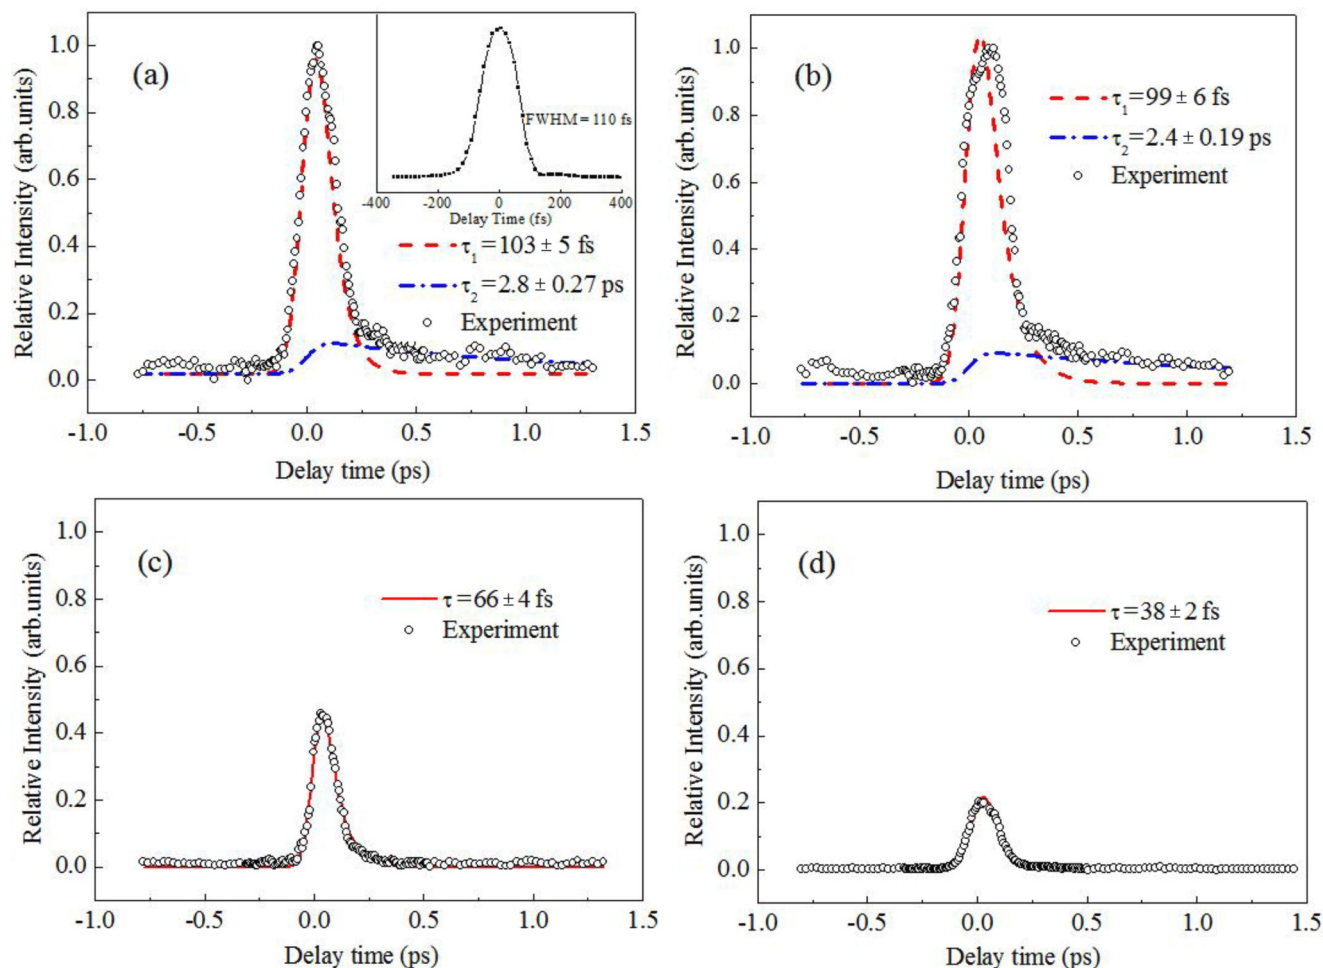 (a)
Relative Intensity (arb.units)
1.0
0.8
0.6
0.4
0.2
0.0
FWHM = 110 fs
-400 -200 0 200 400
Delay Time (fs)
τ1=103 ± 5 fs
τ2=2.8 ± 0.27 ps
Experiment
-1.0 -0.5 0.0 0.5 1.0 1.5
Delay time (ps)
(b)
Relative Intensity (arb.units)
1.0
0.8
0.6
0.4
0.2
0.0
τ1=99 ± 6 fs
τ2=2.4 ± 0.19 ps
Experiment
-1.0 -0.5 0.0 0.5 1.0 1.5
Delay time (ps)
(c)
Relative Intensity (arb.units)
1.0
0.8
0.6
0.4
0.2
0.0
τ=66 ± 4 fs
Experiment
-1.0 -0.5 0.0 0.5 1.0 1.5
Delay time (ps)
(d)
Relative Intensity (arb.units)
1.0
0.8
0.6
0.4
0.2
0.0
τ=38 ± 2 fs
Experiment
-1.0 -0.5 0.0 0.5 1.0 1.5
Delay time (ps)